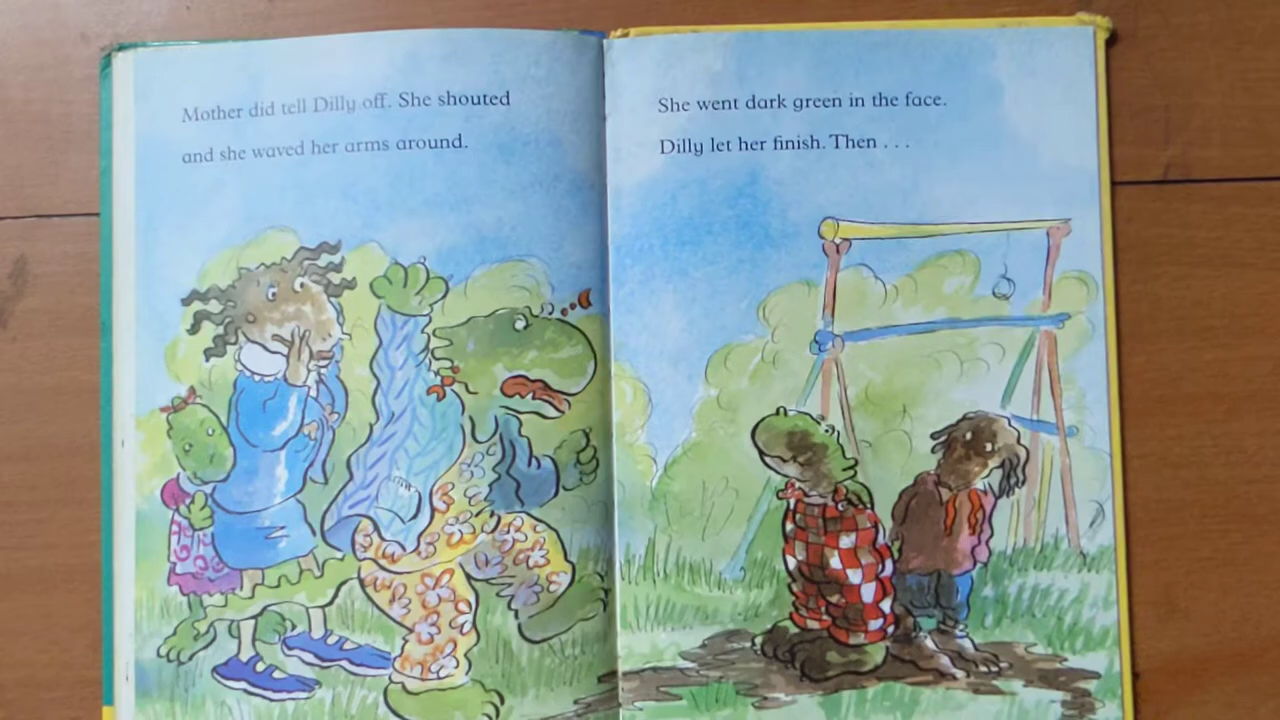 Mother did tell Dilly off. She shouted
and she waved her arms around.
She went dark green in the face.
Dilly let her finish. Then . . .